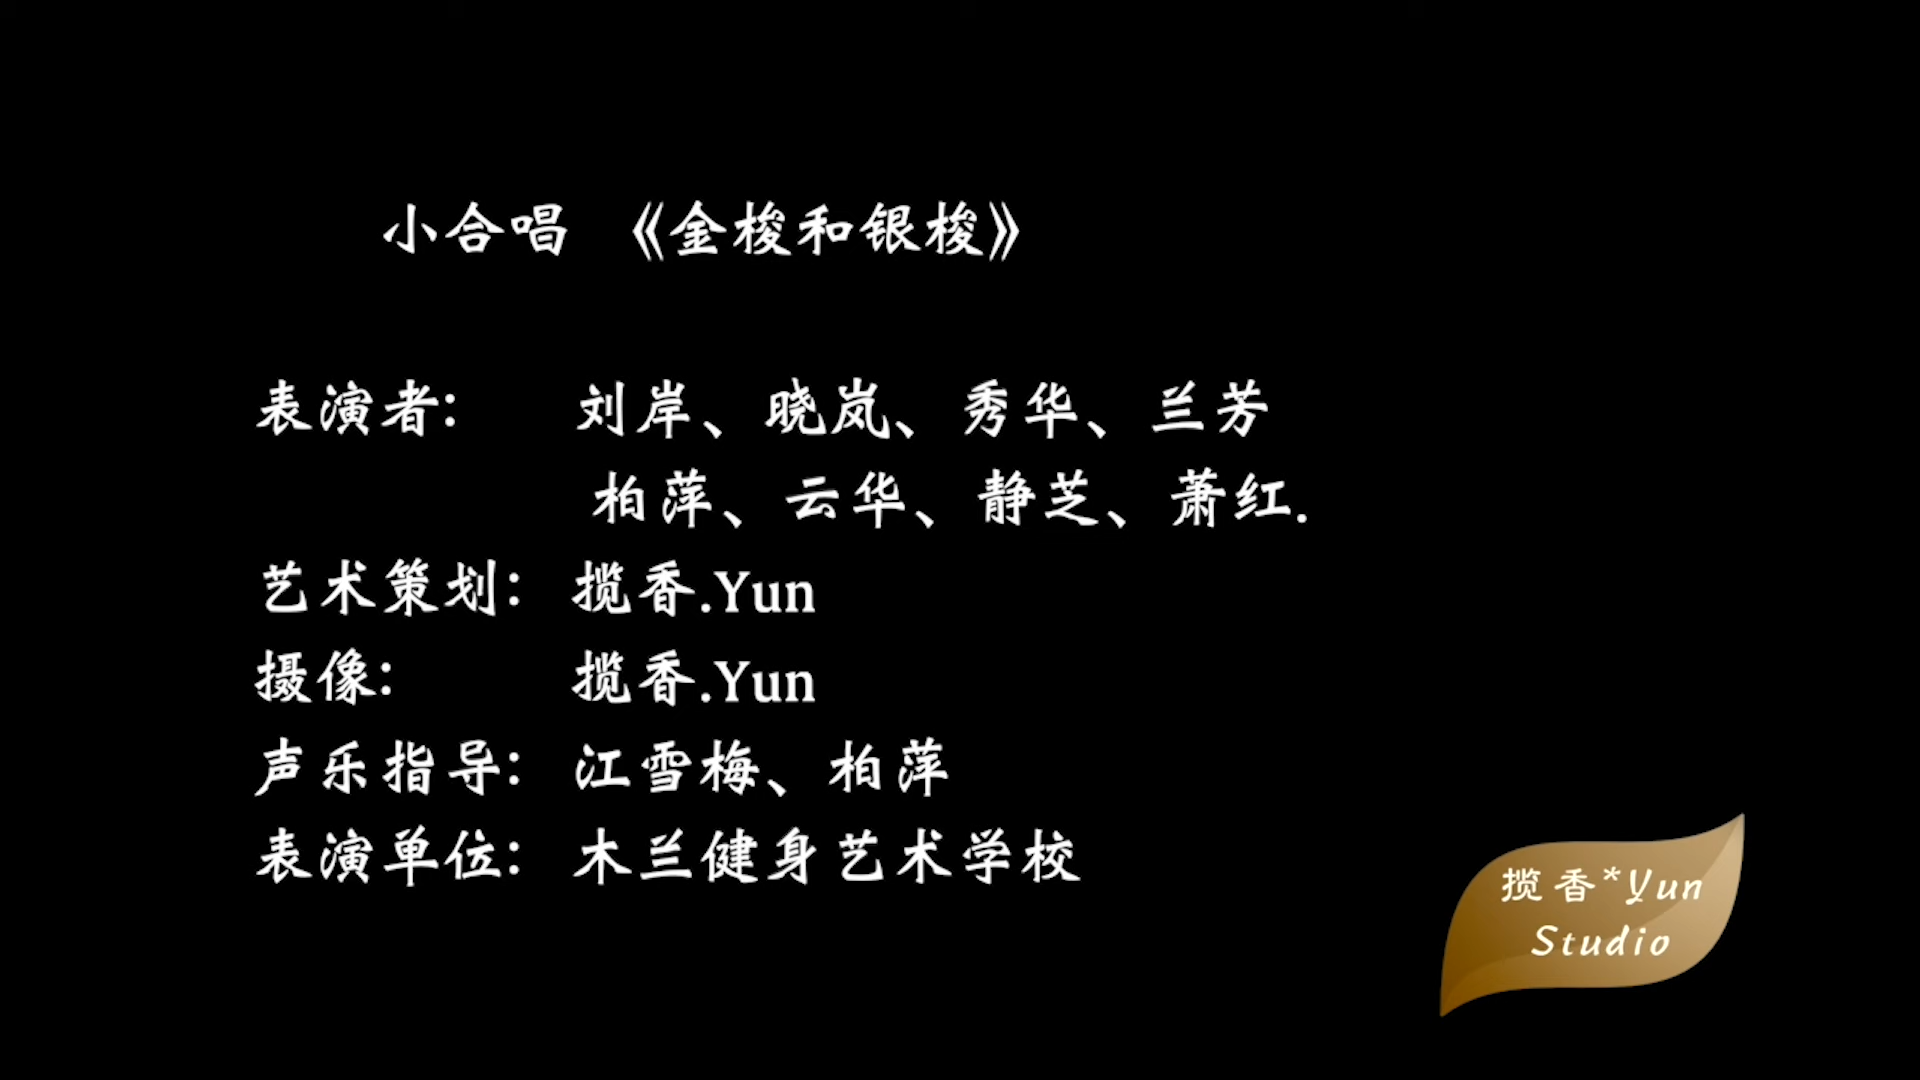 小合唱 《金梭和银梭》
表演者: 刘岸、晓岚、秀华、兰芳
柏萍、云华、静芝、萧红.
艺术策划: 揽香.Yun
摄像: 揽香.Yun
声乐指导: 江雪梅、柏萍
表演单位: 木兰健身艺术学校
揽香*Yun
Studio